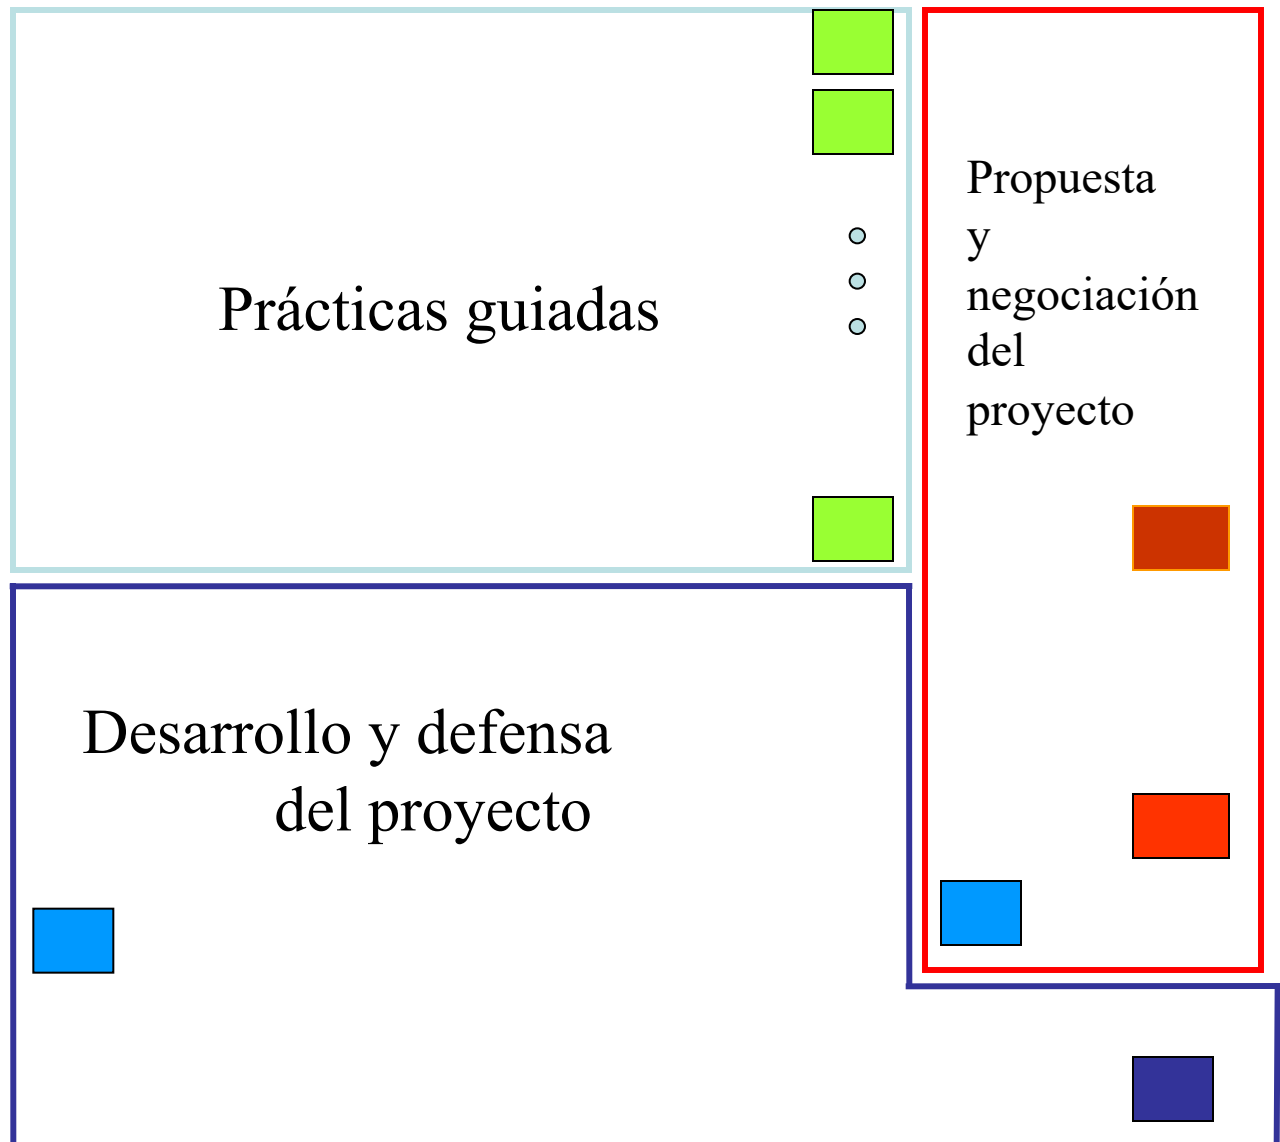 Prácticas guiadas
Propuesta
y
negociación
del
proyecto
Desarrollo y defensa
del proyecto